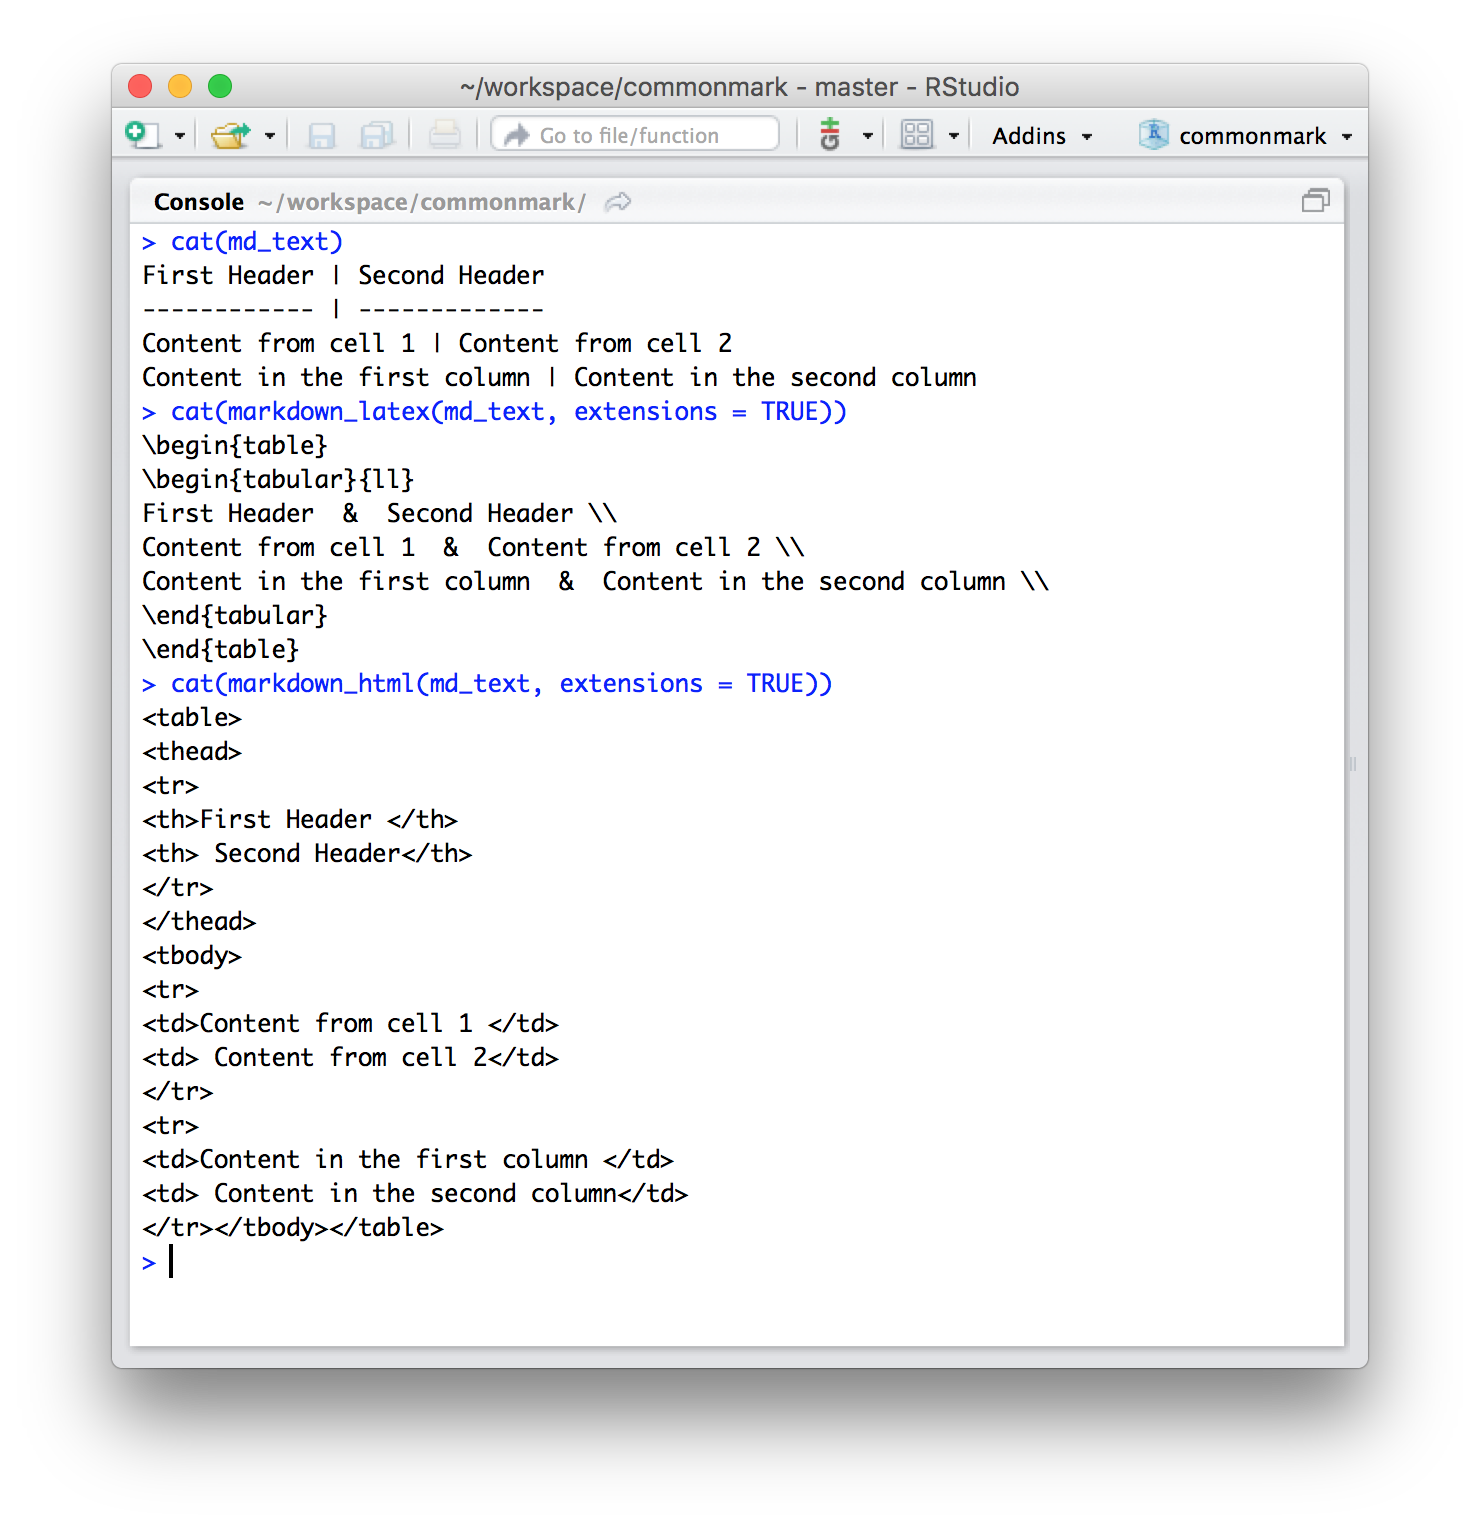 ~/workspace/commonmark - master - RStudio
Go to file/function
Addins
commonmark
Console ~/workspace/commonmark/
> cat(md_text)
First Header | Second Header
------------ | -------------
Content from cell 1 | Content from cell 2
Content in the first column | Content in the second column
> cat(markdown_latex(md_text, extensions = TRUE))
\begin{table}
\begin{tabular}{ll}
First Header  &  Second Header \\
Content from cell 1  &  Content from cell 2 \\
Content in the first column  &  Content in the second column \\
\end{tabular}
\end{table}
> cat(markdown_html(md_text, extensions = TRUE))
<table>
<thead>
<tr>
<th>First Header </th>
<th> Second Header</th>
</tr>
</thead>
<tbody>
<tr>
<td>Content from cell 1 </td>
<td> Content from cell 2</td>
</tr>
<tr>
<td>Content in the first column </td>
<td> Content in the second column</td>
</tr></tbody></table>
>